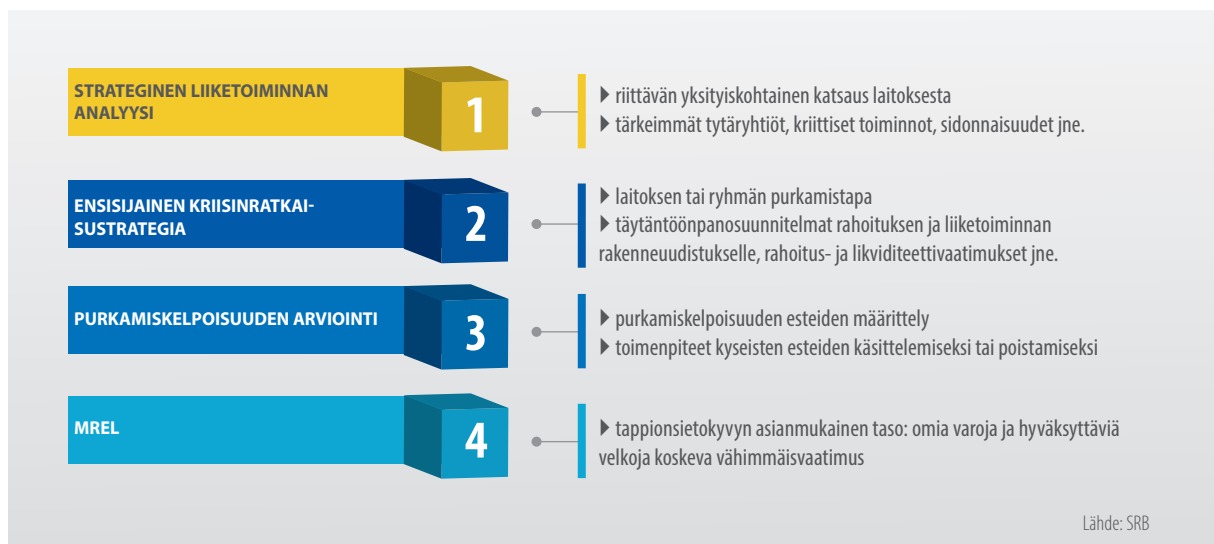 STRATEGINEN LIIKETOIMINNAN
ANALYYSI
1
riittävän yksityiskohtainen katsaus laitoksesta
tärkeimmät tytäryhtiöt, kriittiset toiminnot, sidonnaisuudet jne.
ENSISIJAINEN KRIISINRATKAI-
SUSTRATEGIA
2
laitoksen tai ryhmän purkamistapa
täytäntöönpanosuunnitelmat rahoituksen ja liiketoiminnan
rakenneuudistukselle, rahoitus- ja likviditeettivaatimukset jne.
PURKAMISKELPOISUUDEN ARVIOINTI
3
purkamiskelpoisuuden esteiden määrittely
toimenpiteet kyseisten esteiden käsittelemiseksi tai poistamiseksi
MREL
4
tappionsietokyvyn asianmukainen taso: omia varoja ja hyväksyttäviä
velkoja koskeva vähimmäisvaatimus
Lähde: SRB